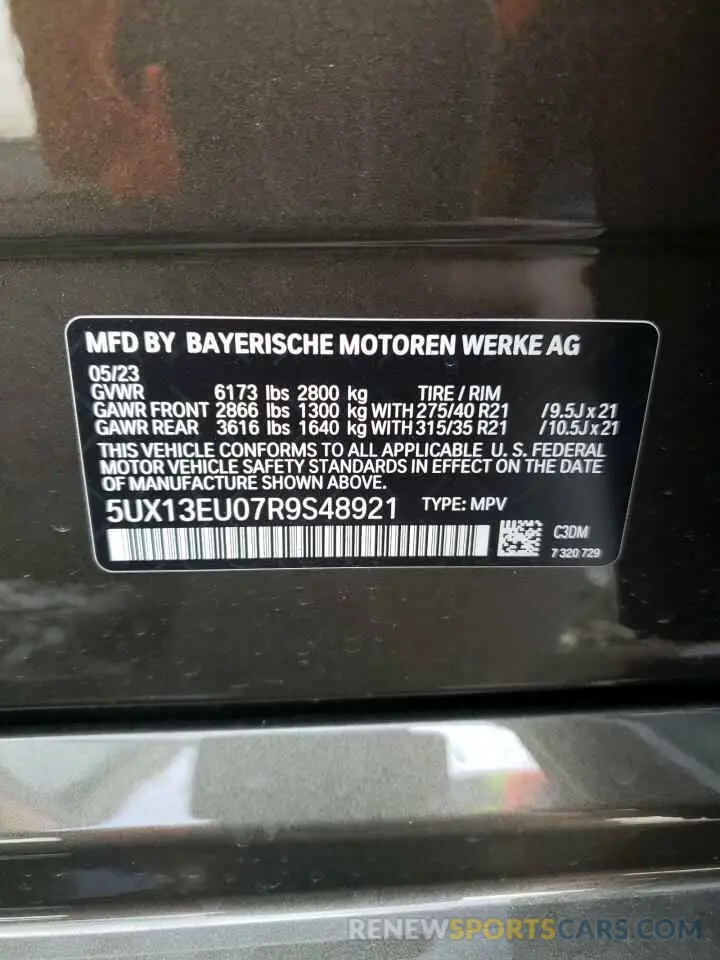 MFD BY BAYERISCHE MOTOREN WERKE AG
05/23
GVWR 6173 lbs 2800 kg TIRE / RIM
GAWR FRONT 2866 lbs 1300 kg WITH 275/40 R21 /9.5J x 21
GAWR REAR 3616 lbs 1640 kg WITH 315/35 R21 /10.5J x 21
THIS VEHICLE CONFORMS TO ALL APPLICABLE U. S. FEDERAL
MOTOR VEHICLE SAFETY STANDARDS IN EFFECT ON THE DATE
OF MANUFACTURE SHOWN ABOVE.
5UX13EU07R9S48921 TYPE: MPV
C3DM
7 320 729
RENEWSPORTSCARS.COM